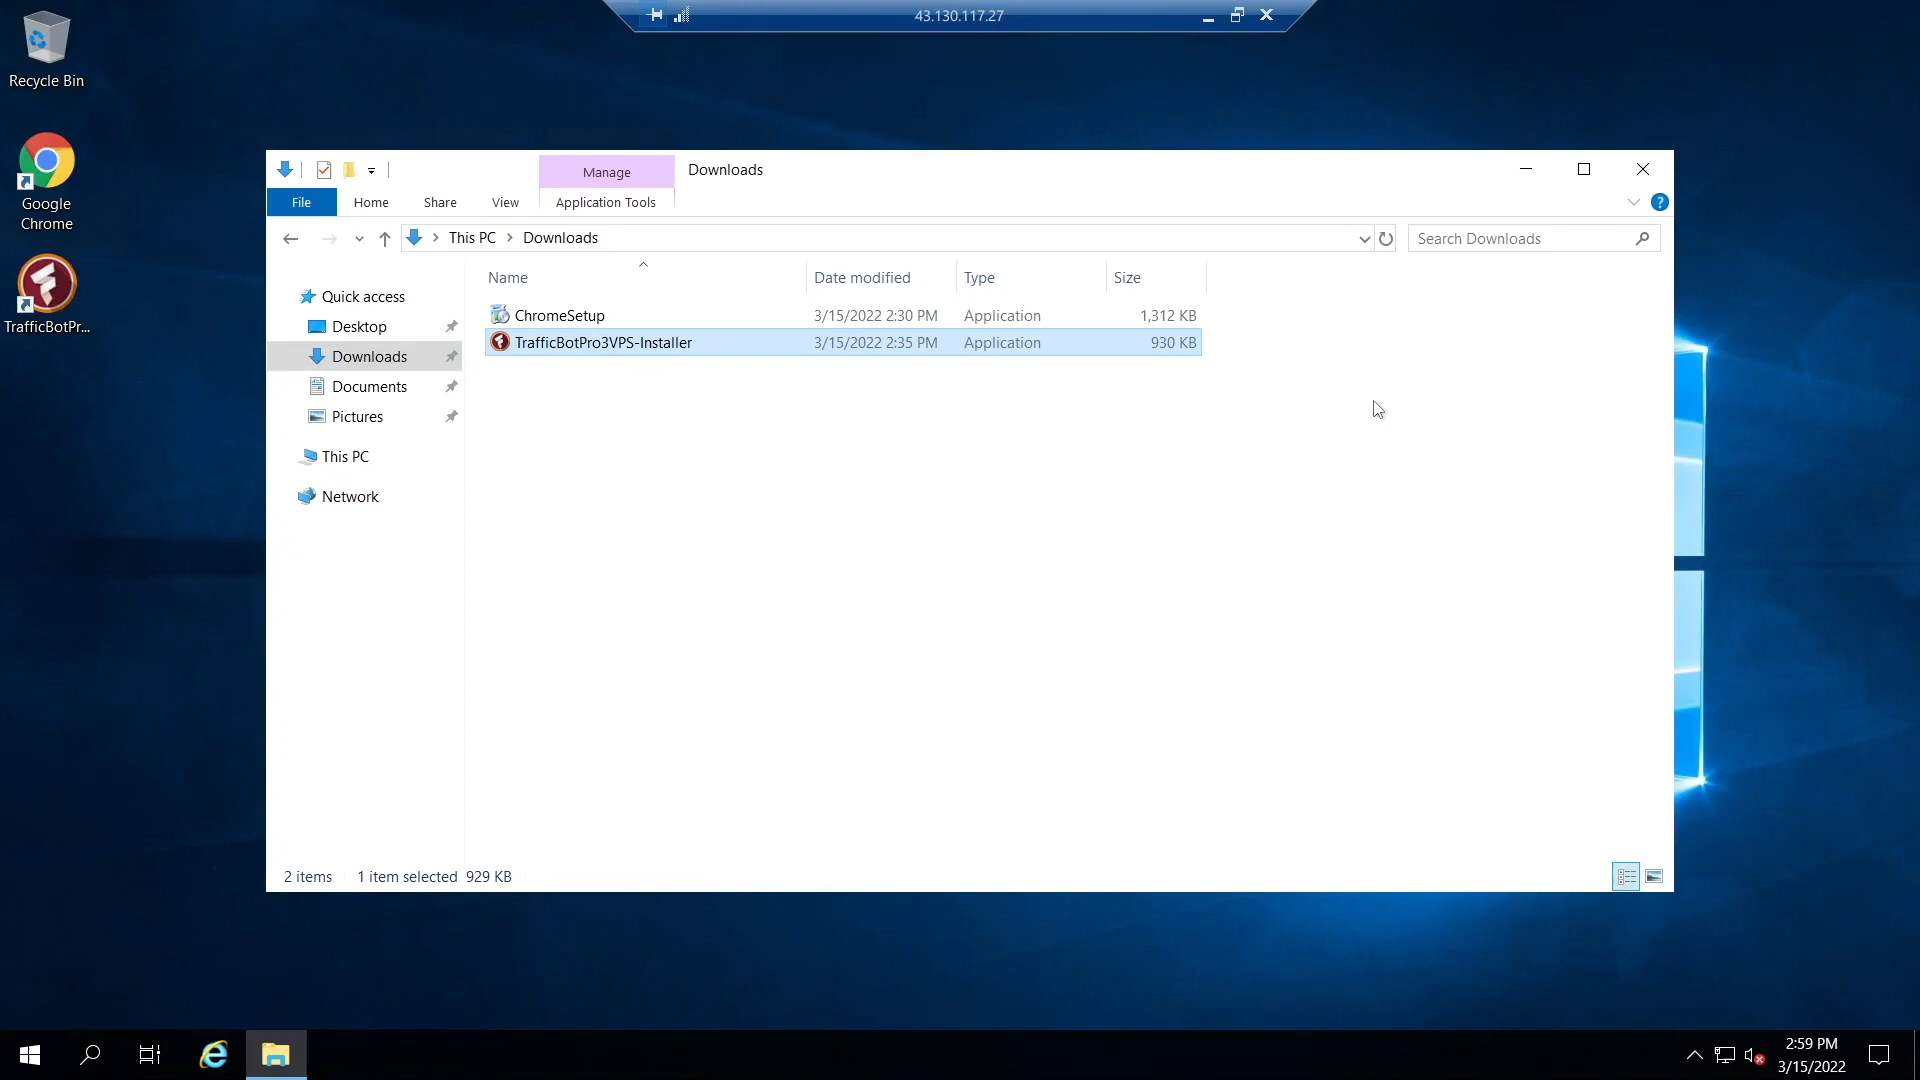 43.130.117.27
Recycle Bin
Google
Chrome
TrafficBotPr...
Manage
Downloads
File
Home
Share
View
Application Tools
?
This PC
Downloads
Search Downloads
Name
Date modified
Type
Size
Quick access
Desktop
Downloads
Documents
Pictures
This PC
Network
ChromeSetup 3/15/2022 2:30 PM Application 1,312 KB
TrafficBotPro3VPS-Installer 3/15/2022 2:35 PM Application 930 KB
2 items 1 item selected 929 KB
2:59 PM
3/15/2022